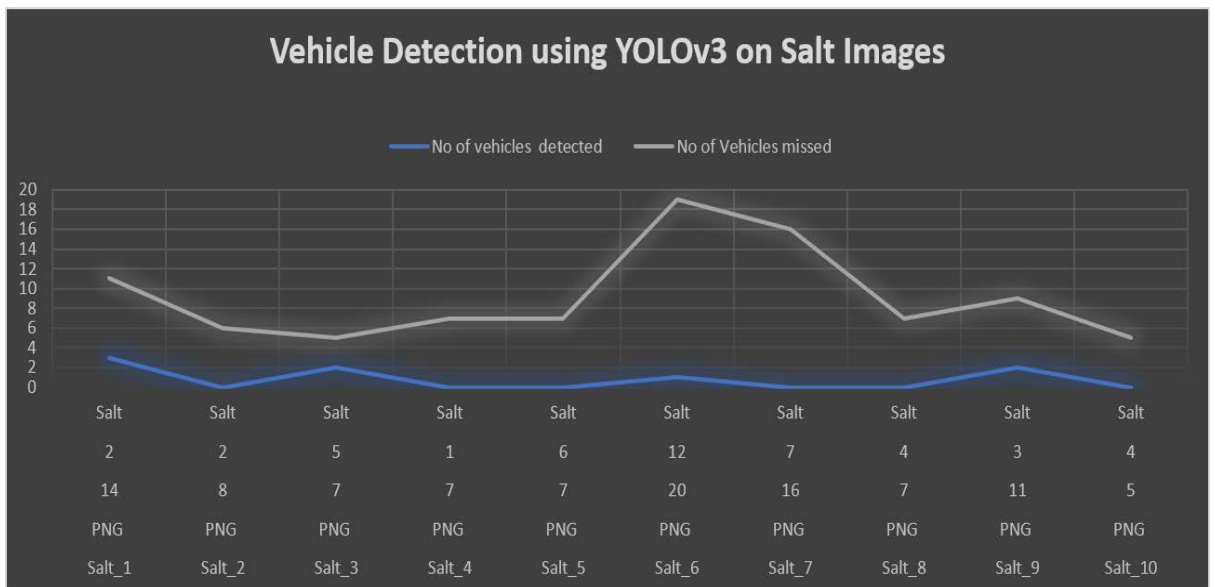 Vehicle Detection using YOLOv3 on Salt Images
No of vehicles detected No of Vehicles missed
20
18
16
14
12
10
8
6
4
2
0
Salt Salt Salt Salt Salt Salt Salt Salt Salt Salt
2 2 5 1 6 12 7 4 3 4
14 8 7 7 7 20 16 7 11 5
PNG PNG PNG PNG PNG PNG PNG PNG PNG PNG
Salt_1 Salt_2 Salt_3 Salt_4 Salt_5 Salt_6 Salt_7 Salt_8 Salt_9 Salt_10